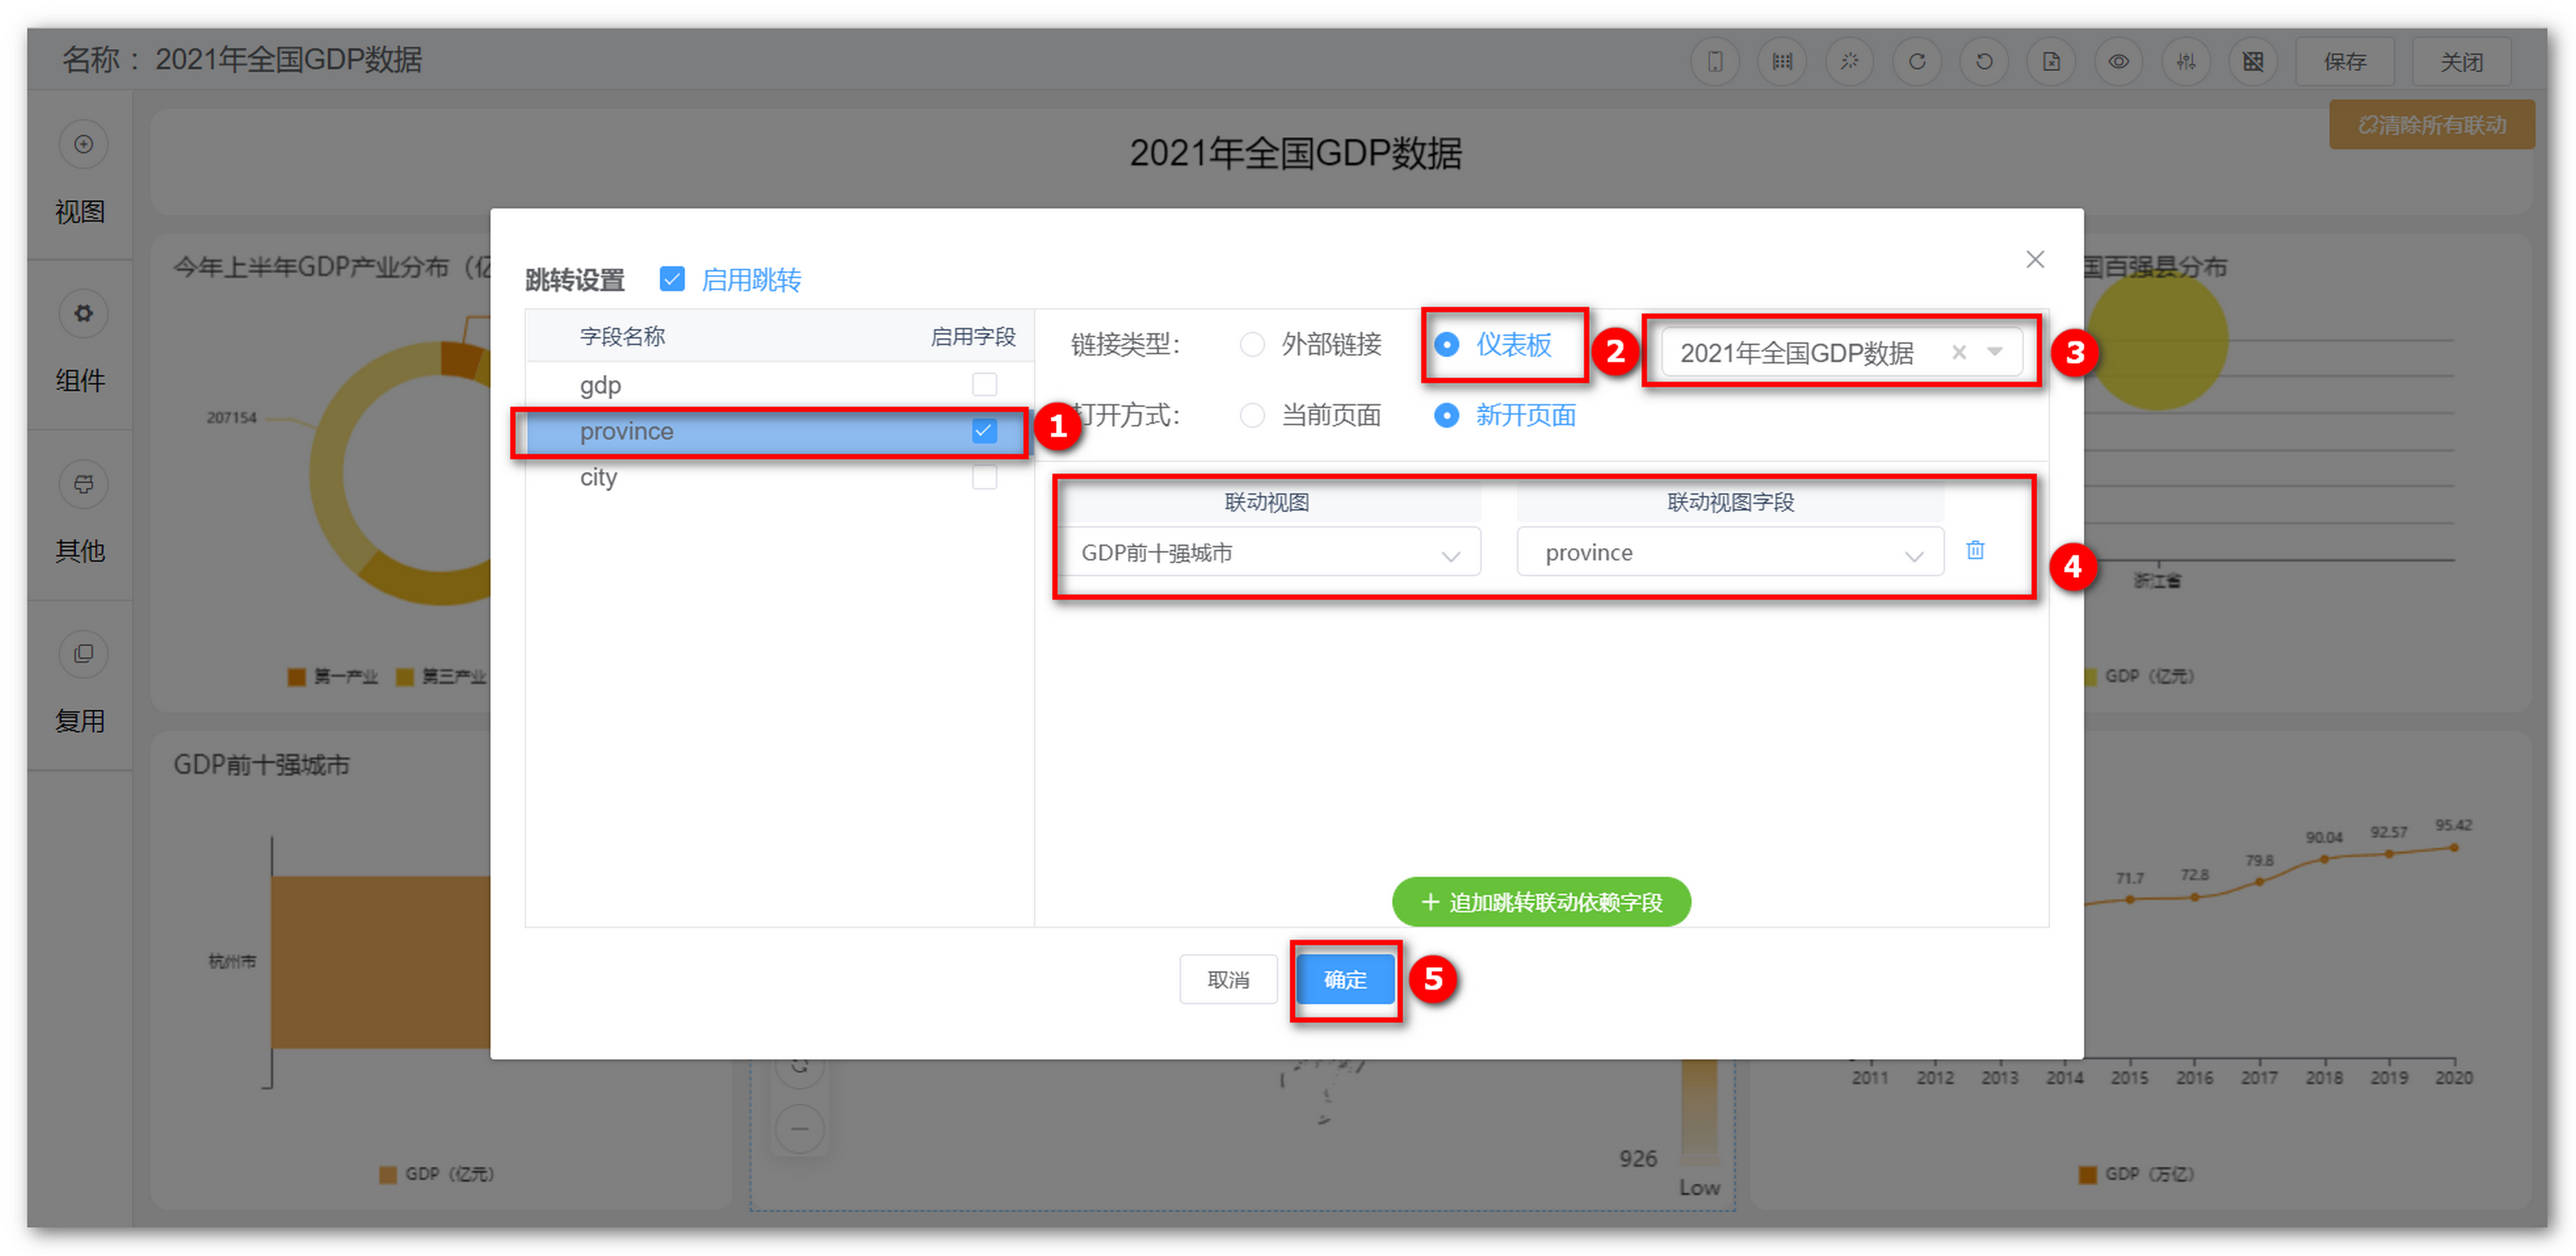 名称： 2021年全国GDP数据
保存
关闭
清除所有联动
2021年全国GDP数据
视图
组件
其他
复用
今年上半年GDP产业分布（亿
207154
第一产业
第三产业
国百强县分布
浙江省
GDP（亿元）
跳转设置
启用跳转
字段名称
启用字段
gdp
province
city
1
链接类型：
外部链接
仪表板
2
2021年全国GDP数据
3
打开方式：
当前页面
新开页面
联动视图
联动视图字段
GDP前十强城市
province
4
+ 追加跳转联动依赖字段
取消
确定
5
GDP前十强城市
杭州市
GDP（亿元）
926
Low
71.7
72.8
79.8
90.04
92.57
95.42
2011
2012
2013
2014
2015
2016
2017
2018
2019
2020
GDP（万亿）